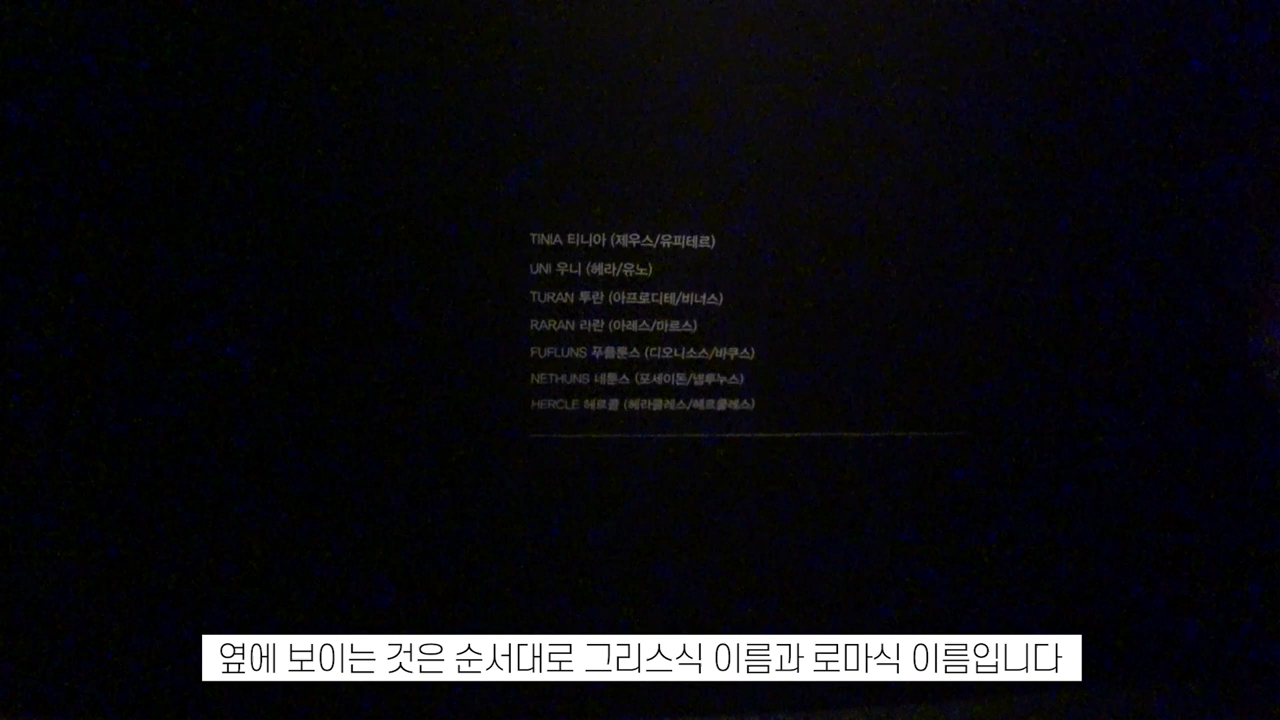 TINIA 티니아 (제우스/유피테르)
UNI 우니 (헤라/유노)
TURAN 투란 (아프로디테/비너스)
RARAN 라란 (아레스/마르스)
FUFLUNS 푸플룬스 (디오니소스/바쿠스)
NETHUNS 네툰스 (포세이돈/넵투누스)
HERCLE 헤르클 (헤라클레스/헤르쿨레스)
옆에 보이는 것은 순서대로 그리스식 이름과 로마식 이름입니다